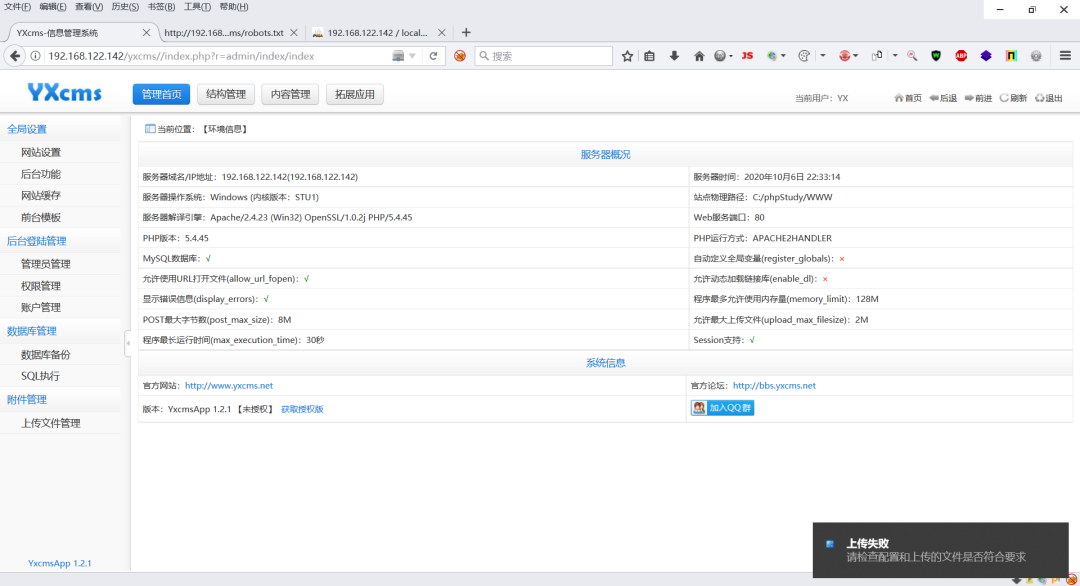 文件(F) 编辑(E) 查看(V) 历史(S) 书签(B) 工具(T) 帮助(H)
YXcms-信息管理系统 http://192.168...ms/robots.txt 192.168.122.142 / local...
192.168.122.142/yxcms//index.php?r=admin/index/index 搜索 JS ABP
YXcms 管理首页 结构管理 内容管理 拓展应用 当前用户：YX 首页 后退 前进 刷新 退出
全局设置
网站设置
后台功能
网站缓存
前台模板
后台登陆管理
管理员管理
权限管理
账户管理
数据库管理
数据库备份
SQL执行
附件管理
上传文件管理
YxcmsApp 1.2.1
当前位置：【环境信息】
服务器概况
服务器域名/IP地址：192.168.122.142(192.168.122.142) 服务器时间：2020年10月6日 22:33:14
服务器操作系统：Windows (内核版本：STU1) 站点物理路径：C:/phpStudy/WWW
服务器解译引擎：Apache/2.4.23 (Win32) OpenSSL/1.0.2j PHP/5.4.45 Web服务端口：80
PHP版本：5.4.45 PHP运行方式：APACHE2HANDLER
MySQL数据库：√ 自动定义全局变量(register_globals)：×
允许使用URL打开文件(allow_url_fopen)：√ 允许动态加载链接库(enable_dl)：×
显示错误信息(display_errors)：√ 程序最多允许使用内存量(memory_limit)：128M
POST最大字节数(post_max_size)：8M 允许最大上传文件(upload_max_filesize)：2M
程序最长运行时间(max_execution_time)：30秒 Session支持：√
系统信息
官方网站：http://www.yxcms.net 官方论坛：http://bbs.yxcms.net
版本：YxcmsApp 1.2.1 【未授权】 获取授权版 加入QQ群
上传失败
请检查配置和上传的文件是否符合要求